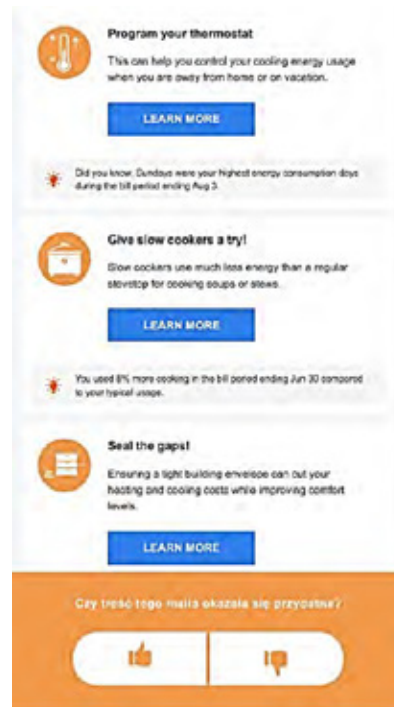 Program your thermostat
This can help you control your cooling energy usage
when you are away from home or on vacation.
LEARN MORE
Did you know, Sundays were your highest energy consumption days
during the bill period ending Aug 3.
Give slow cookers a try!
Slow cookers use much less energy than a regular
stovetop for cooking soups or stews.
LEARN MORE
You used 8% more cooking in the bill period ending Jun 30 compared
to your typical usage.
Seal the gaps!
Ensuring a tight building envelope can cut your
heating and cooling costs while improving comfort
levels.
LEARN MORE
Czy treść tego maila okazała się przydatna?